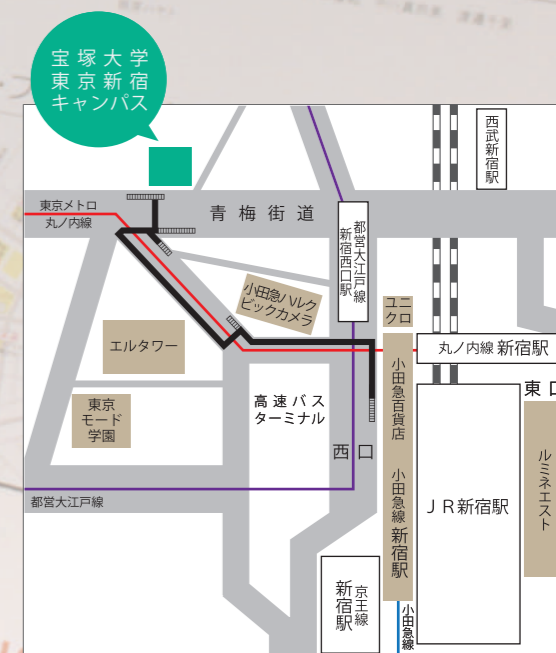 宝塚大学
東京新宿
キャンパス
西武新宿駅
東京メトロ
丸ノ内線
青梅街道
都営大江戸線
新宿西口駅
小田急ハルク
ビックカメラ
ユニ
クロ
エルタワー
丸ノ内線 新宿駅
小田急百貨店
東口
東京
モード
学園
高速バス
ターミナル
西口
ルミネエスト
小田急線 新宿駅
JR新宿駅
都営大江戸線
京王線
新宿駅
小田急線